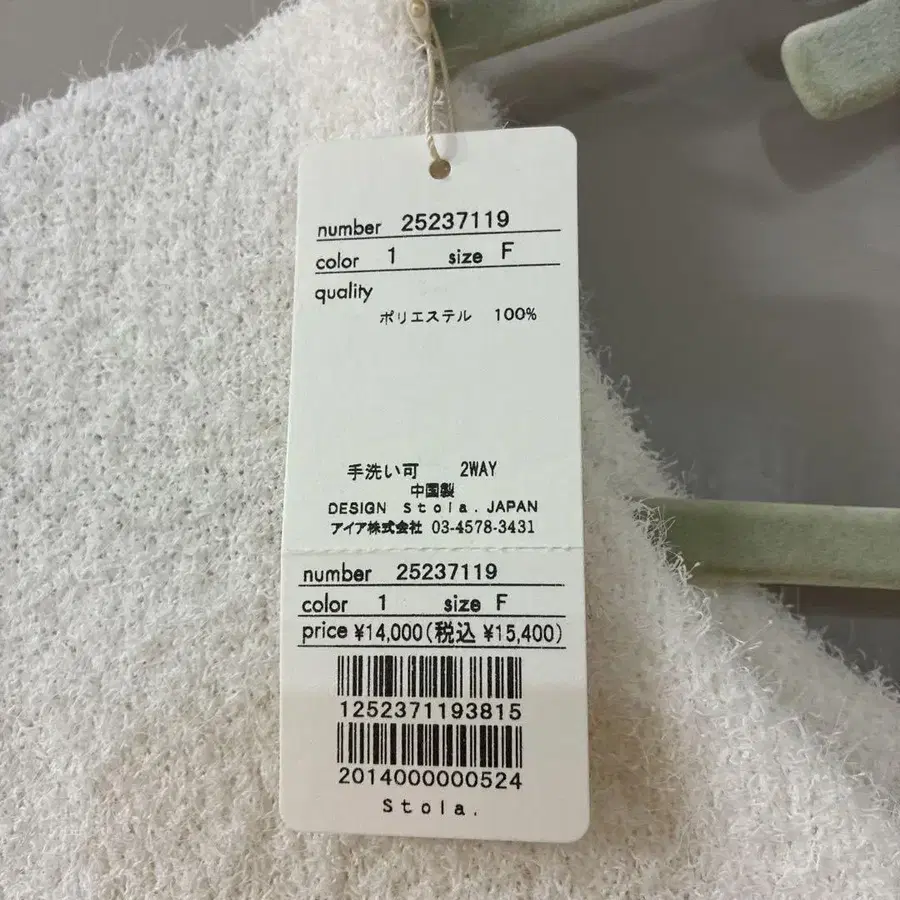 number 25237119
color 1 size F
quality
ポリエステル 100%
手洗い可 2WAY
中国製
DESIGN Stola. JAPAN
アイア株式会社 03-4578-3431
number 25237119
color 1 size F
price ¥14,000(税込 ¥15,400)
1252371193815
2014000000524
Stola.